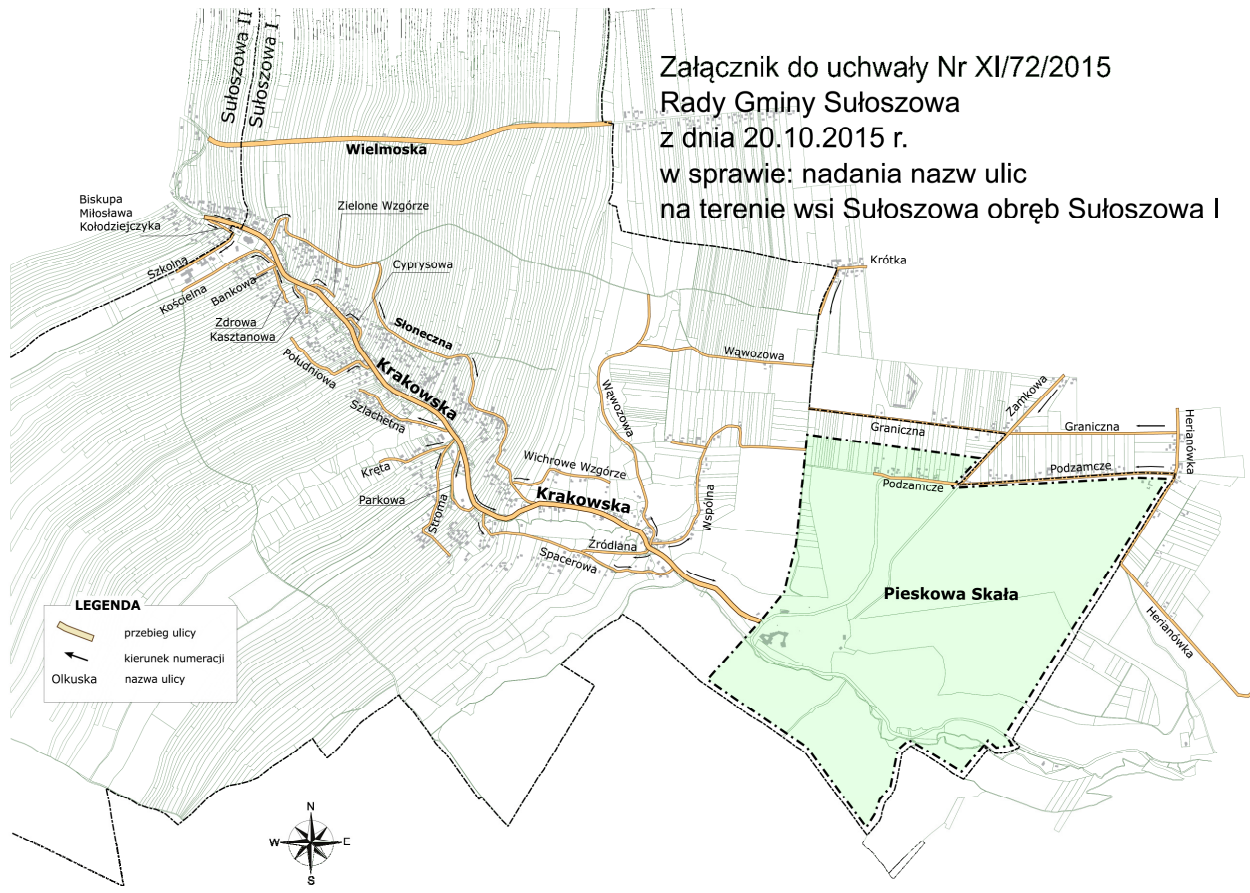 Sułoszowa II
Sułoszowa I
Załącznik do uchwały Nr XI/72/2015
Rady Gminy Sułoszowa
z dnia 20.10.2015 r.
w sprawie: nadania nazw ulic
na terenie wsi Sułoszowa obręb Sułoszowa I
Wielmoska
Biskupa
Miłosława
Kołodziejczyka
Zielone Wzgórze
Szkolna
Kościelna
Bankowa
Cyprysowa
Krótka
Zdrowa
Kasztanowa
Słoneczna
Południowa
Krakowska
Wąwozowa
Wąwozowa
Szlachetna
Zamkowa
Graniczna
Graniczna
Herianówka
Kręta
Wichrowe Wzgórze
Podzamcze
Podzamcze
Parkowa
Stroma
Krakowska
Wspólna
Źródlana
Spacerowa
Pieskowa Skała
Herianówka
LEGENDA
przebieg ulicy
kierunek numeracji
Olkuska nazwa ulicy
N
W E
S